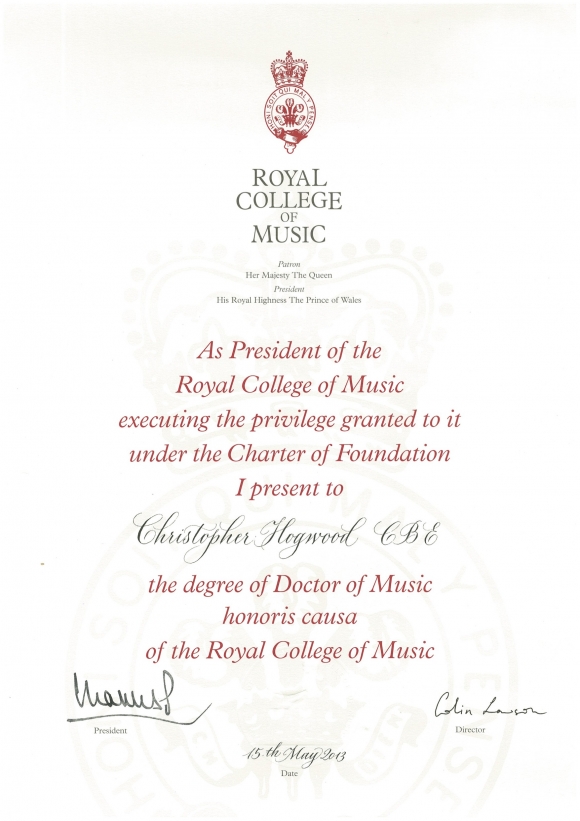 HONI SOIT QUI MAL Y PENSE
ROYAL
COLLEGE
OF
MUSIC
Patron
Her Majesty The Queen
President
His Royal Highness The Prince of Wales
As President of the
Royal College of Music
executing the privilege granted to it
under the Charter of Foundation
I present to
Christopher Hogwood CBE
the degree of Doctor of Music
honoris causa
of the Royal College of Music
Colin Lawson
President
Director
15th May 2013
Date